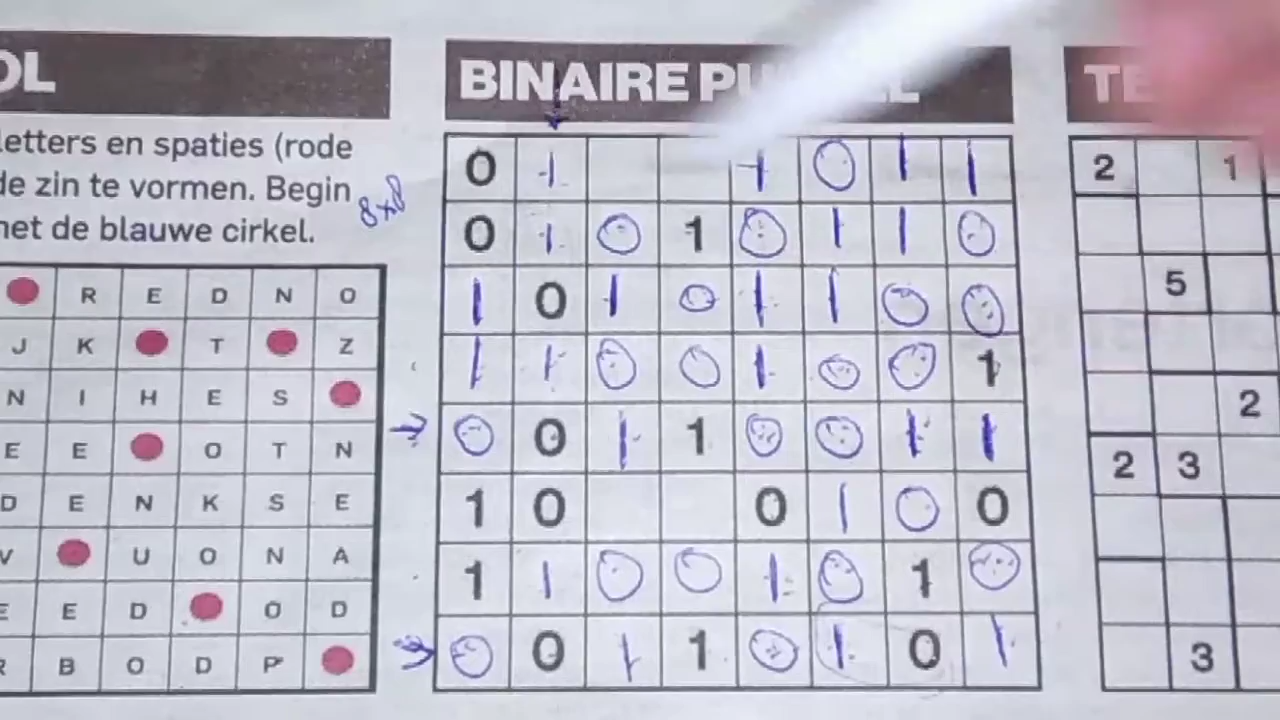 OL
letters en spaties (rode
de zin te vormen. Begin
net de blauwe cirkel.
R E D N O
J K T Z
N I H E S
E E O T N
D E N K S E
V U O N A
E E D O D
R B O D P
8x8
BINAIRE PU EL
0 1 1 0 1 1
0 1 0 1 0 1 1 0
1 0 1 0 1 1 0 0
1 1 0 0 1 0 0 1
0 0 1 1 0 0 1 1
1 0 0 1 0 0
1 1 0 0 1 0 1 0
0 0 1 1 0 1 0 1
TE
2 1
5
2
2 3
3